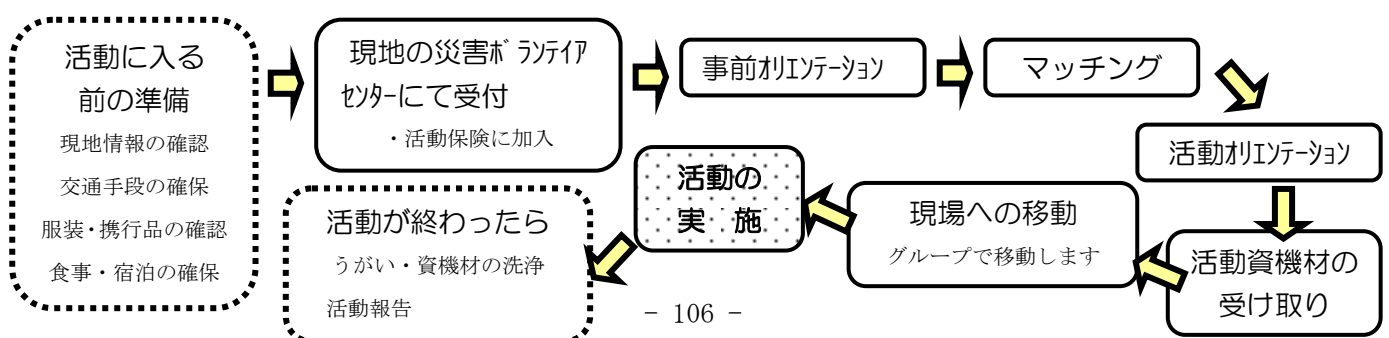 活動に入る
前の準備
現地情報の確認
交通手段の確保
服装・携行品の確認
食事・宿泊の確保
現地の災害ﾎﾞﾗﾝﾃｲｱ
ｾﾝﾀｰにて受付
・活動保険に加入
事前ｵﾘｴﾝﾃｰｼｮﾝ
マッチング
活動ｵﾘｴﾝﾃｰｼｮﾝ
活動資機材の
受け取り
現場への移動
グループで移動します
活動の
実　施
活動が終わったら
うがい・資機材の洗浄
活動報告
- 106 -